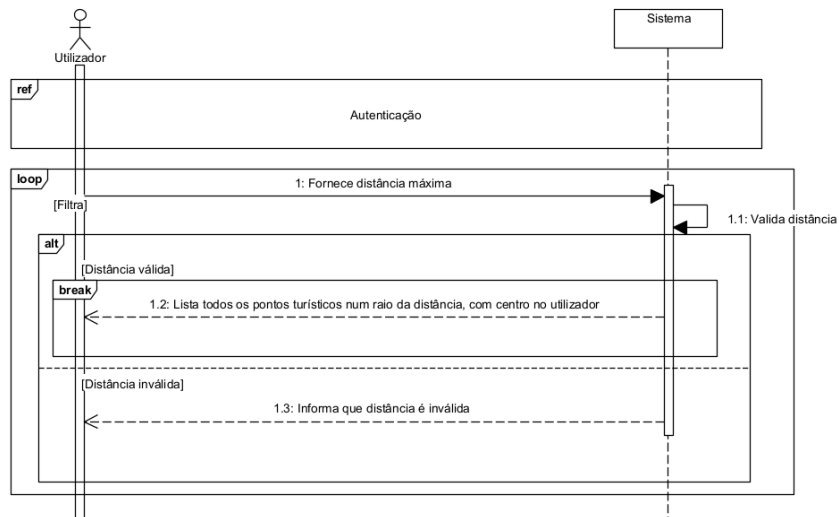 Utilizador
Sistema
ref
Autenticação
loop
1: Fornece distância máxima
[Filtra]
1.1: Valida distância
alt
[Distância válida]
break
1.2: Lista todos os pontos turísticos num raio da distância, com centro no utilizador
[Distância inválida]
1.3: Informa que distância é inválida